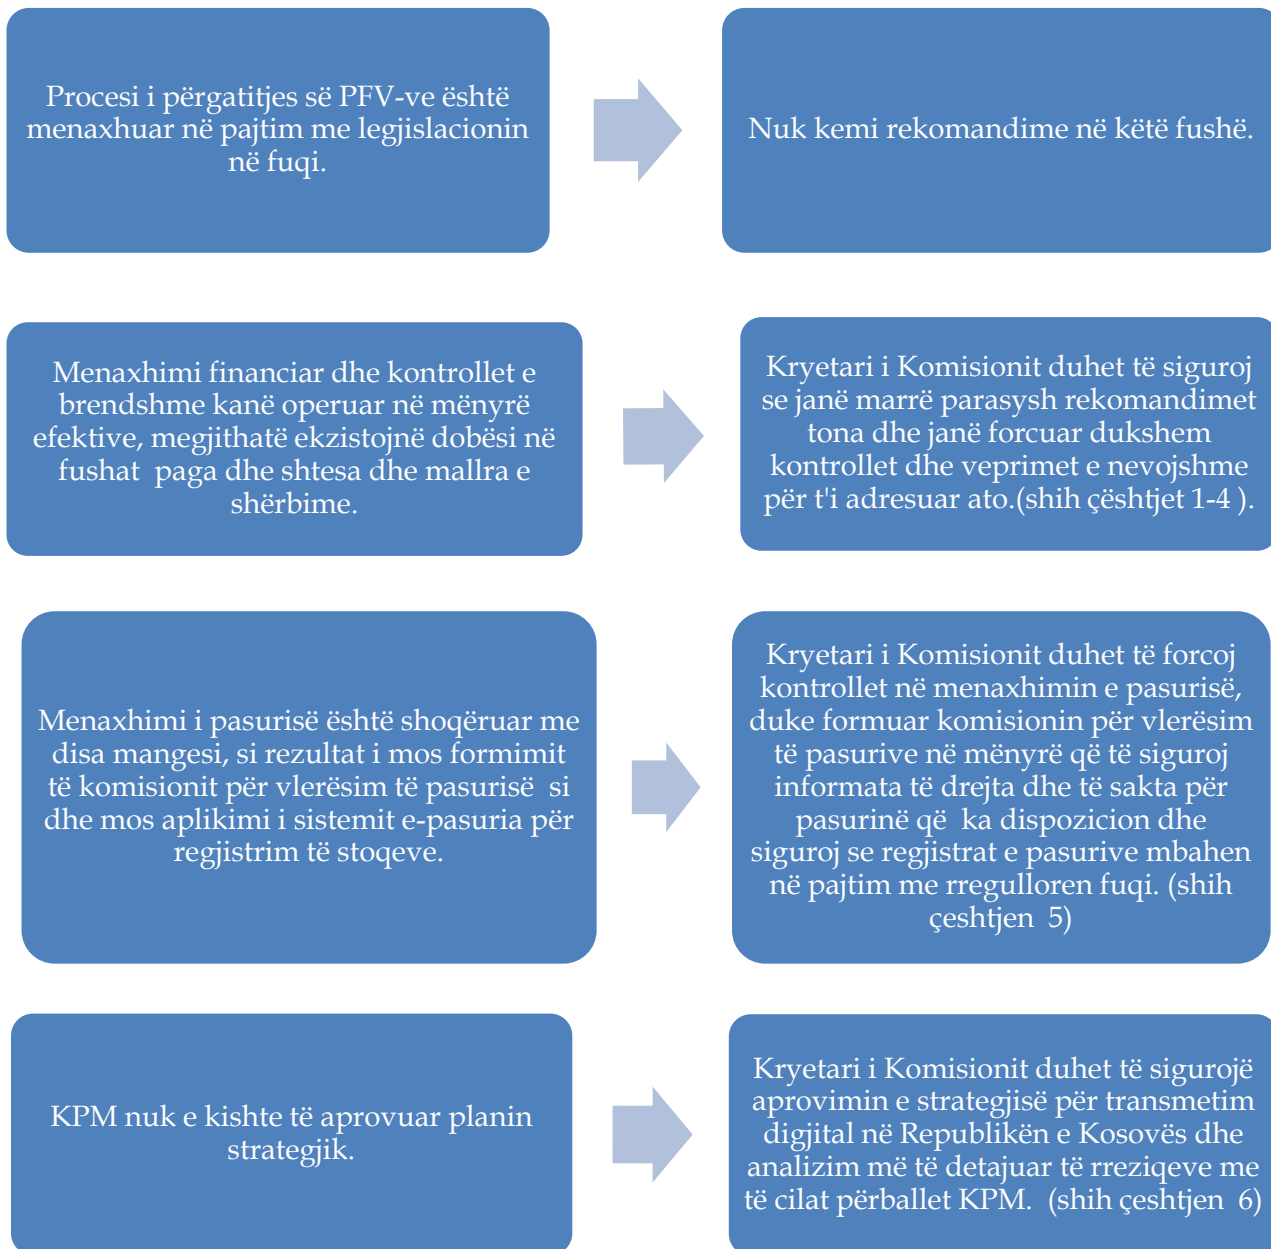 Procesi i përgatitjes së PFV-ve është
menaxhuar në pajtim me legjislacionin
në fuqi.
Nuk kemi rekomandime në këtë fushë.
Menaxhimi financiar dhe kontrollet e
brendshme kanë operuar në mënyrë
efektive, megjithatë ekzistojnë dobësi në
fushat  paga dhe shtesa dhe mallra e
shërbime.
Kryetari i Komisionit duhet të siguroj
se janë marrë parasysh rekomandimet
tona dhe janë forcuar dukshem
kontrollet dhe veprimet e nevojshme
për t'i adresuar ato.(shih çështjet 1-4 ).
Menaxhimi i pasurisë është shoqëruar me
disa mangesi, si rezultat i mos formimit
të komisionit për vlerësim të pasurisë  si
dhe mos aplikimi i sistemit e-pasuria për
regjistrim të stoqeve.
Kryetari i Komisionit duhet të forcoj
kontrollet në menaxhimin e pasurisë,
duke formuar komisionin për vlerësim
të pasurive në mënyrë që të siguroj
informata të drejta dhe të sakta për
pasurinë që  ka dispozicion dhe
siguroj se regjistrat e pasurive mbahen
në pajtim me rregulloren fuqi. (shih
çeshtjen  5)
KPM nuk e kishte të aprovuar planin
strategjik.
Kryetari i Komisionit duhet të sigurojë
aprovimin e strategjisë për transmetim
digjital në Republikën e Kosovës dhe
analizim më të detajuar të rreziqeve me
të cilat përballet KPM.  (shih çeshtjen  6)